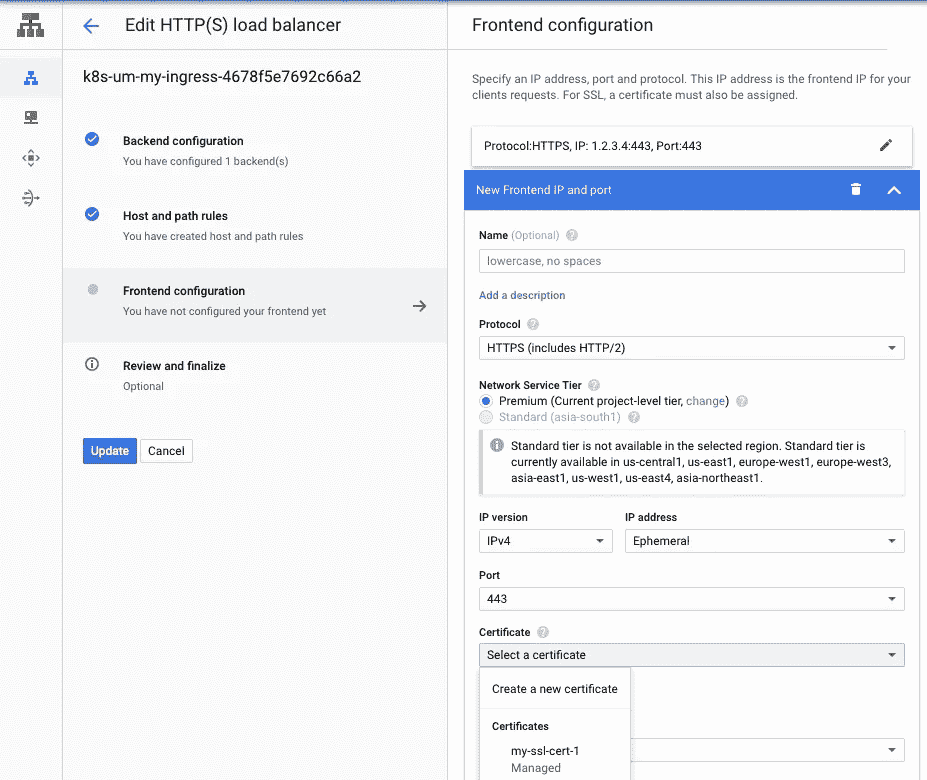 Edit HTTP(S) load balancer
k8s-um-my-ingress-4678f5e7692c66a2
Backend configuration
You have configured 1 backend(s)
Host and path rules
You have created host and path rules
Frontend configuration
You have not configured your frontend yet
Review and finalize
Optional
Update
Cancel
Frontend configuration
Specify an IP address, port and protocol. This IP address is the frontend IP for your
clients requests. For SSL, a certificate must also be assigned.
Protocol:HTTPS, IP: 1.2.3.4:443, Port:443
New Frontend IP and port
Name (Optional)
lowercase, no spaces
Add a description
Protocol
HTTPS (includes HTTP/2)
Network Service Tier
Premium (Current project-level tier, change)
Standard (asia-south1)
Standard tier is not available in the selected region. Standard tier is
currently available in us-central1, us-east1, europe-west1, europe-west3,
asia-east1, us-west1, us-east4, asia-northeast1.
IP version IP address
IPv4 Ephemeral
Port
443
Certificate
Select a certificate
Create a new certificate
Certificates
my-ssl-cert-1
Managed